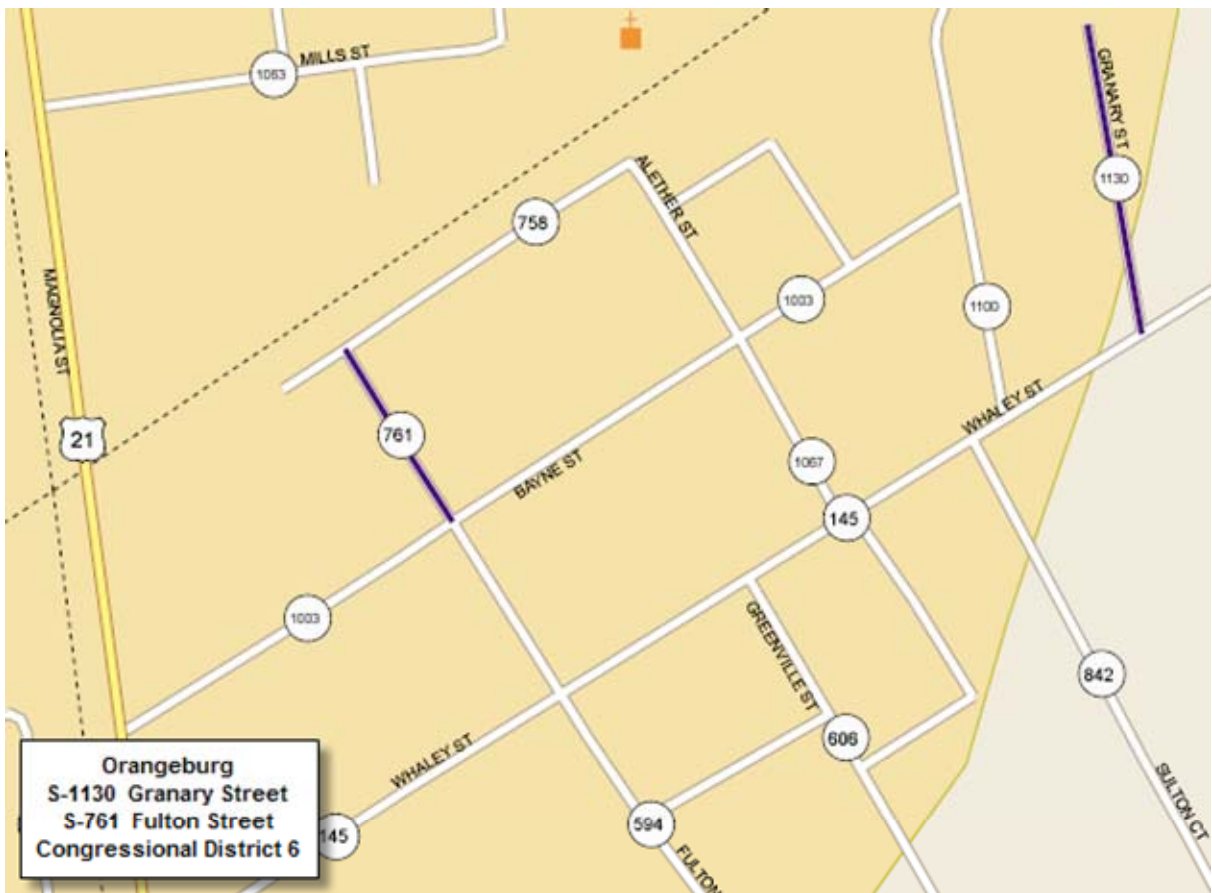 MILLS ST
1063
GRANARY ST
1130
ALETHER ST
758
MAGNOLIA ST
1003
1100
21
761
WHALEY ST
BAYNE ST
1067
145
1003
GREENVILLE ST
842
606
WHALEY ST
SULTON CT
594
145
FULTON
Orangeburg
S-1130 Granary Street
S-761 Fulton Street
Congressional District 6